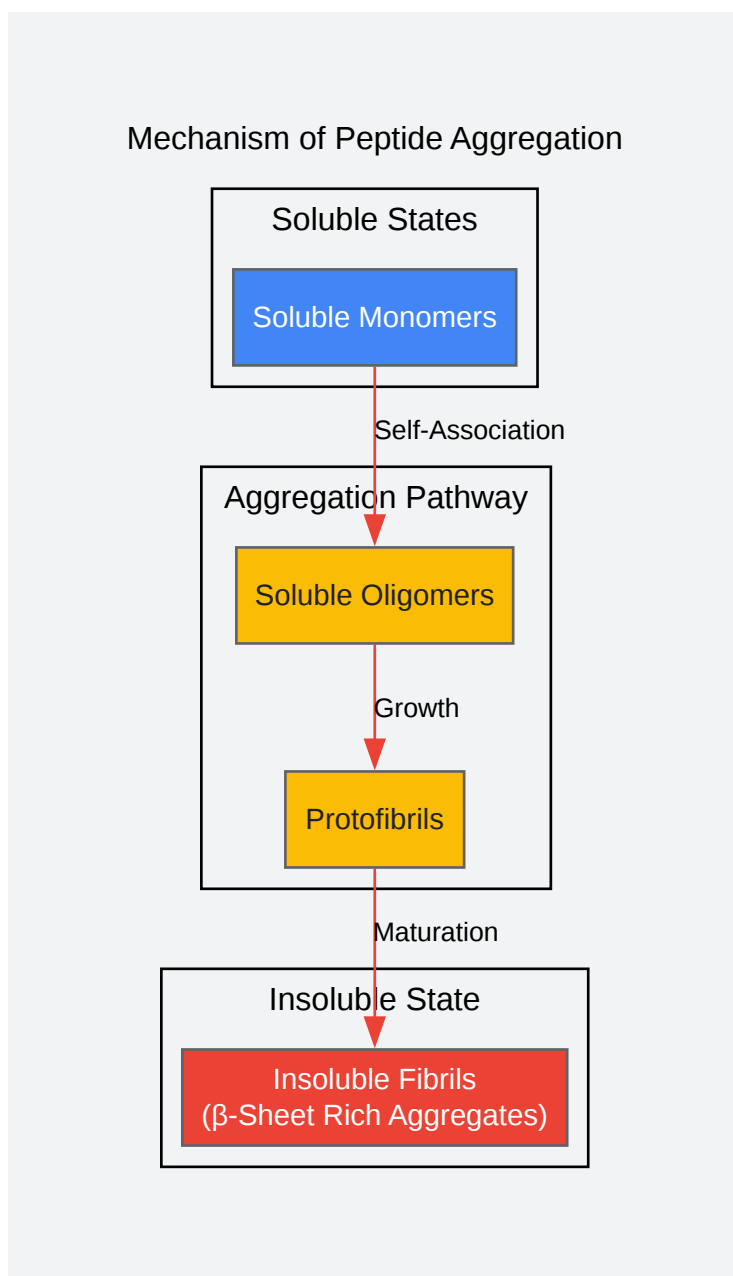 Mechanism of Peptide Aggregation
Soluble States
Soluble Monomers
Self-Association
Aggregation Pathway
Soluble Oligomers
Growth
Protofibrils
Maturation
Insoluble State
Insoluble Fibrils
(β-Sheet Rich Aggregates)